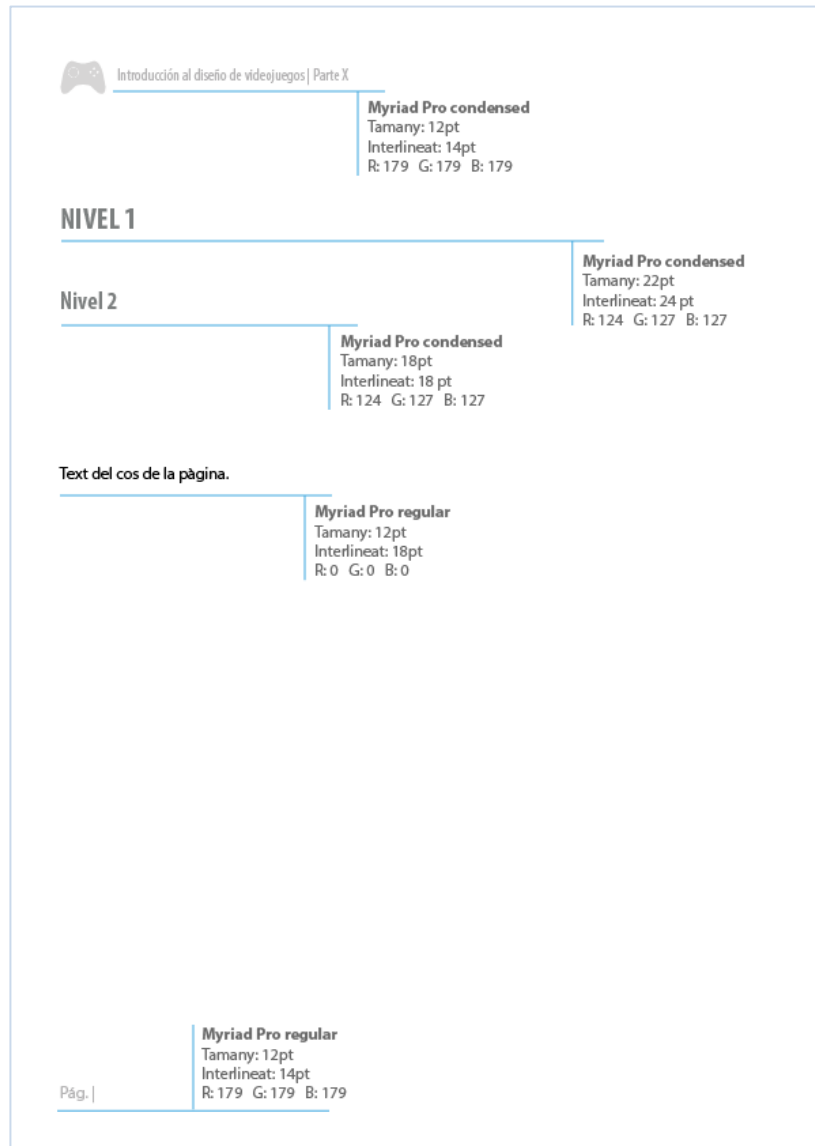 Introducción al diseño de videojuegos | Parte X
Myriad Pro condensed
Tamany: 12pt
Interlineat: 14pt
R: 179 G: 179 B: 179
NIVEL 1
Myriad Pro condensed
Tamany: 22pt
Interlineat: 24 pt
R: 124 G: 127 B: 127
Nivel 2
Myriad Pro condensed
Tamany: 18pt
Interlineat: 18 pt
R: 124 G: 127 B: 127
Text del cos de la pàgina.
Myriad Pro regular
Tamany: 12pt
Interlineat: 18pt
R: 0 G: 0 B: 0
Myriad Pro regular
Tamany: 12pt
Interlineat: 14pt
R: 179 G: 179 B: 179
Pág. |